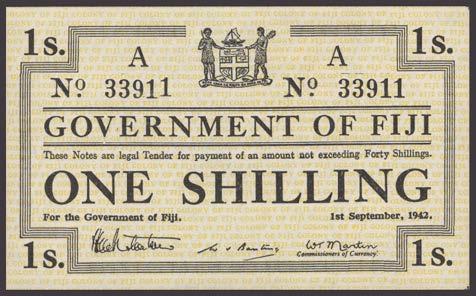 1s. 1s.
A A
Nº 33911 Nº 33911
GOVERNMENT OF FIJI
These Notes are legal Tender for payment of an amount not exceeding Forty Shillings.
ONE SHILLING
For the Government of Fiji. 1st September, 1942.
W R Martin
Commissioners of Currency.
1s. 1s.